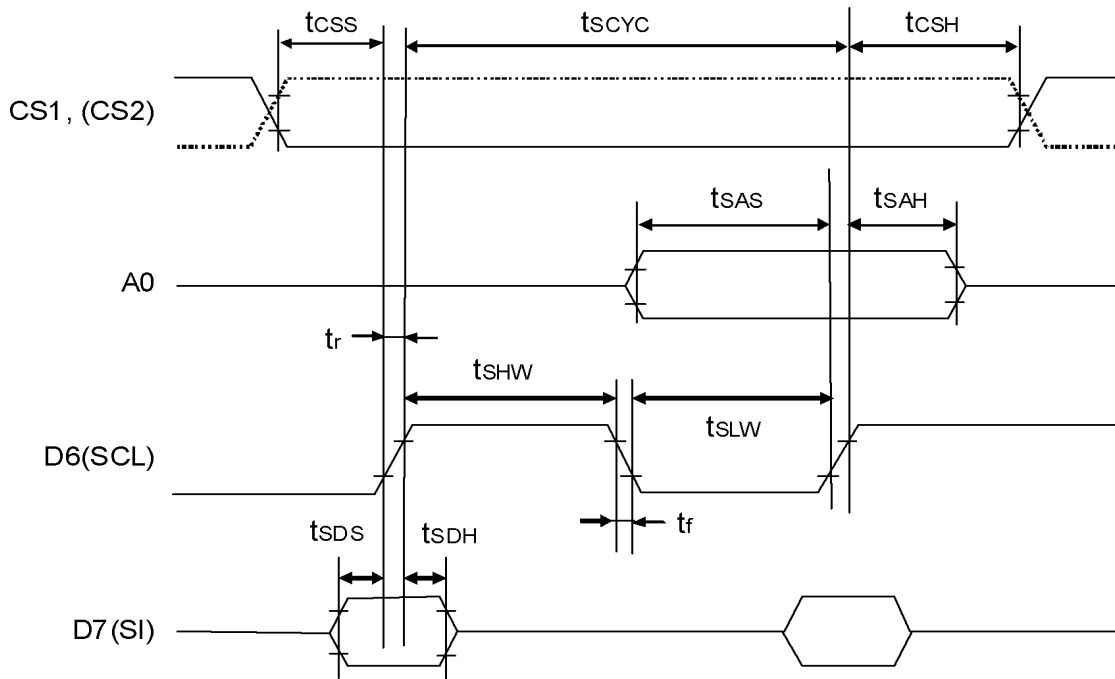 tCSS
tSCYC
tCSH
CS1, (CS2)
tSAS
tSAH
A0
tr
tSHW
tSLW
D6(SCL)
tf
tSDS
tSDH
D7(SI)